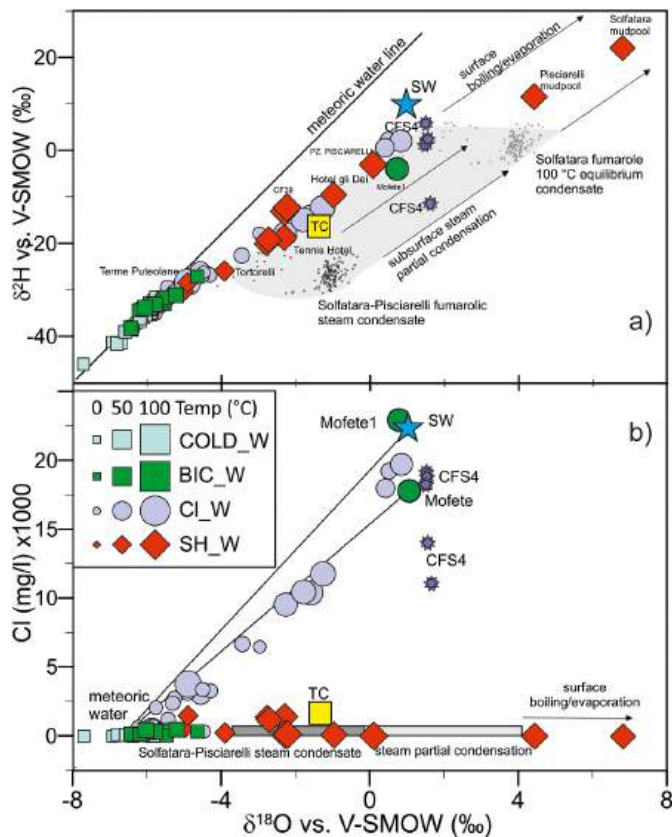 20
0
-20
-40
δ²H vs. V-SMOW (‰)
meteoric water line
SW
CFS4
surface
boiling/evaporation
Solfatara
mudpool
Pisciarelli
mudpool
PZ. PISCIARELLI
Hotel gli Dei
Mofete1
CF39
TC
CFS4
Solfatara fumarole
100 °C equilibrium
condensate
subsurface steam
partial condensation
Tennis Hotel
Terme Puteolane
Tortorelli
Solfatara-Pisciarelli fumarolic
steam condensate
a)
0 50 100 Temp (°C)
COLD_W
BIC_W
Cl_W
SH_W
Mofete1
SW
CFS4
Mofete
CFS4
b)
20
15
10
5
0
Cl (mg/l) x1000
meteoric
water
TC
surface
boiling/evaporation
Solfatara-Pisciarelli steam condensate
steam partial condensation
-8 -4 0 4 8
δ¹⁸O vs. V-SMOW (‰)